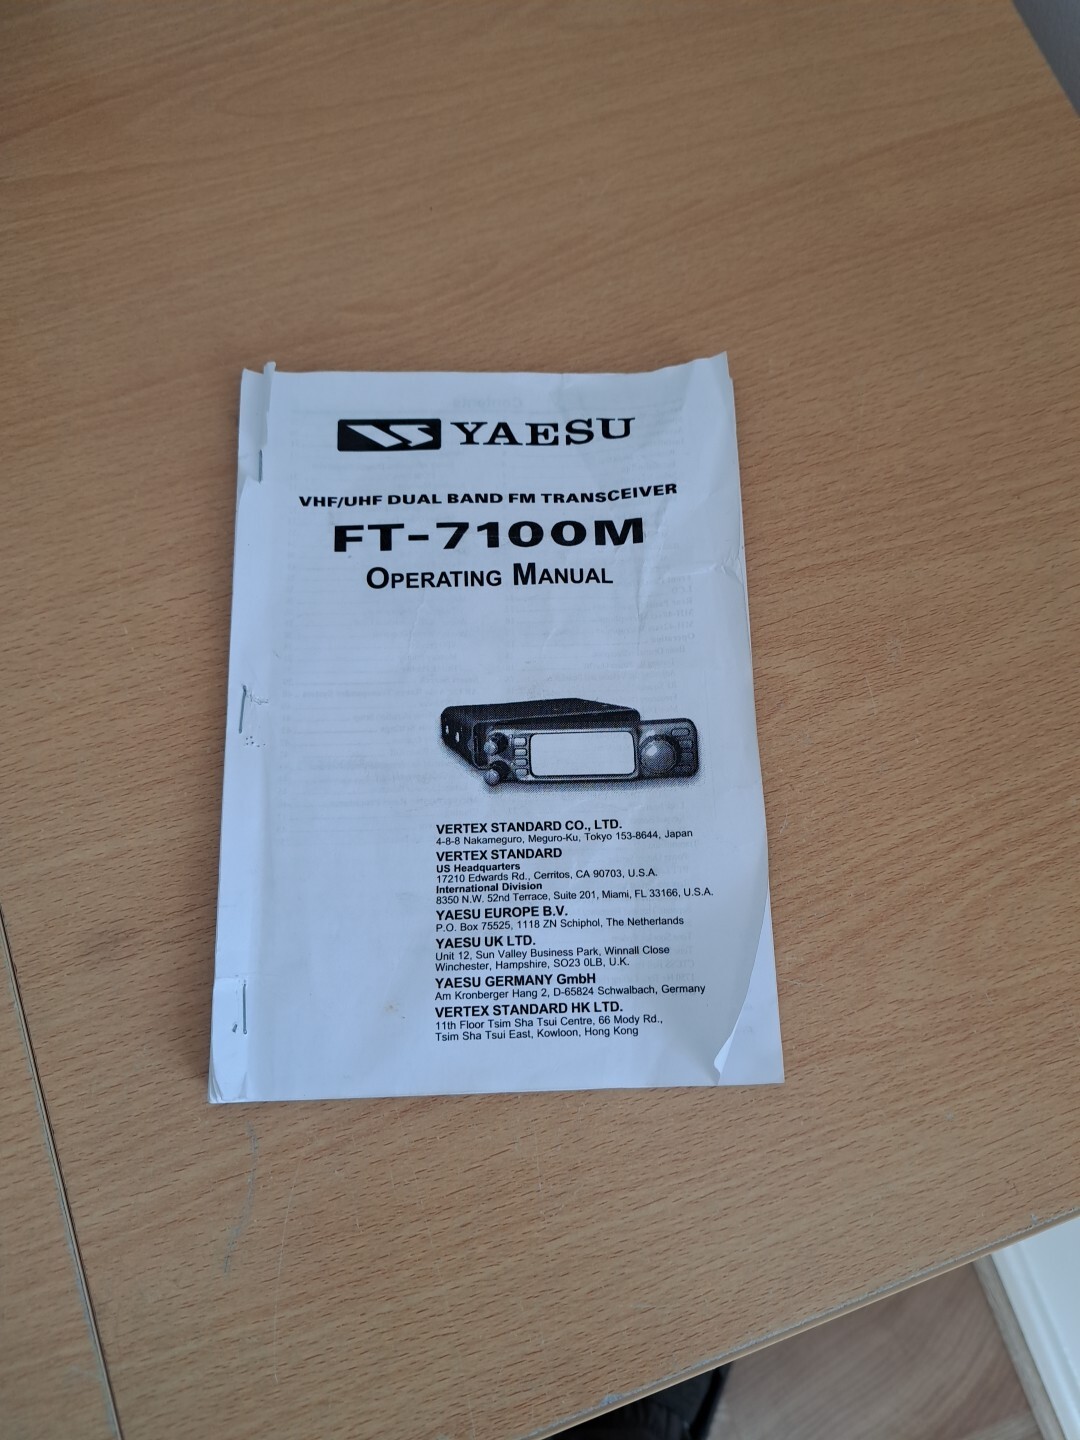 YAESU
VHF/UHF DUAL BAND FM TRANSCEIVER
FT-7100M
OPERATING MANUAL
VERTEX STANDARD CO., LTD.
4-8-8 Nakameguro, Meguro-Ku, Tokyo 153-8644, Japan
VERTEX STANDARD
US Headquarters
17210 Edwards Rd., Cerritos, CA 90703, U.S.A.
International Division
8350 N.W. 52nd Terrace, Suite 201, Miami, FL 33166, U.S.A.
YAESU EUROPE B.V.
P.O. Box 75525, 1118 ZN Schiphol, The Netherlands
YAESU UK LTD.
Unit 12, Sun Valley Business Park, Winnall Close
Winchester, Hampshire, SO23 0LB, U.K.
YAESU GERMANY GmbH
Am Kronberger Hang 2, D-65824 Schwalbach, Germany
VERTEX STANDARD HK LTD.
11th Floor Tsim Sha Tsui Centre, 66 Mody Rd.,
Tsim Sha Tsui East, Kowloon, Hong Kong